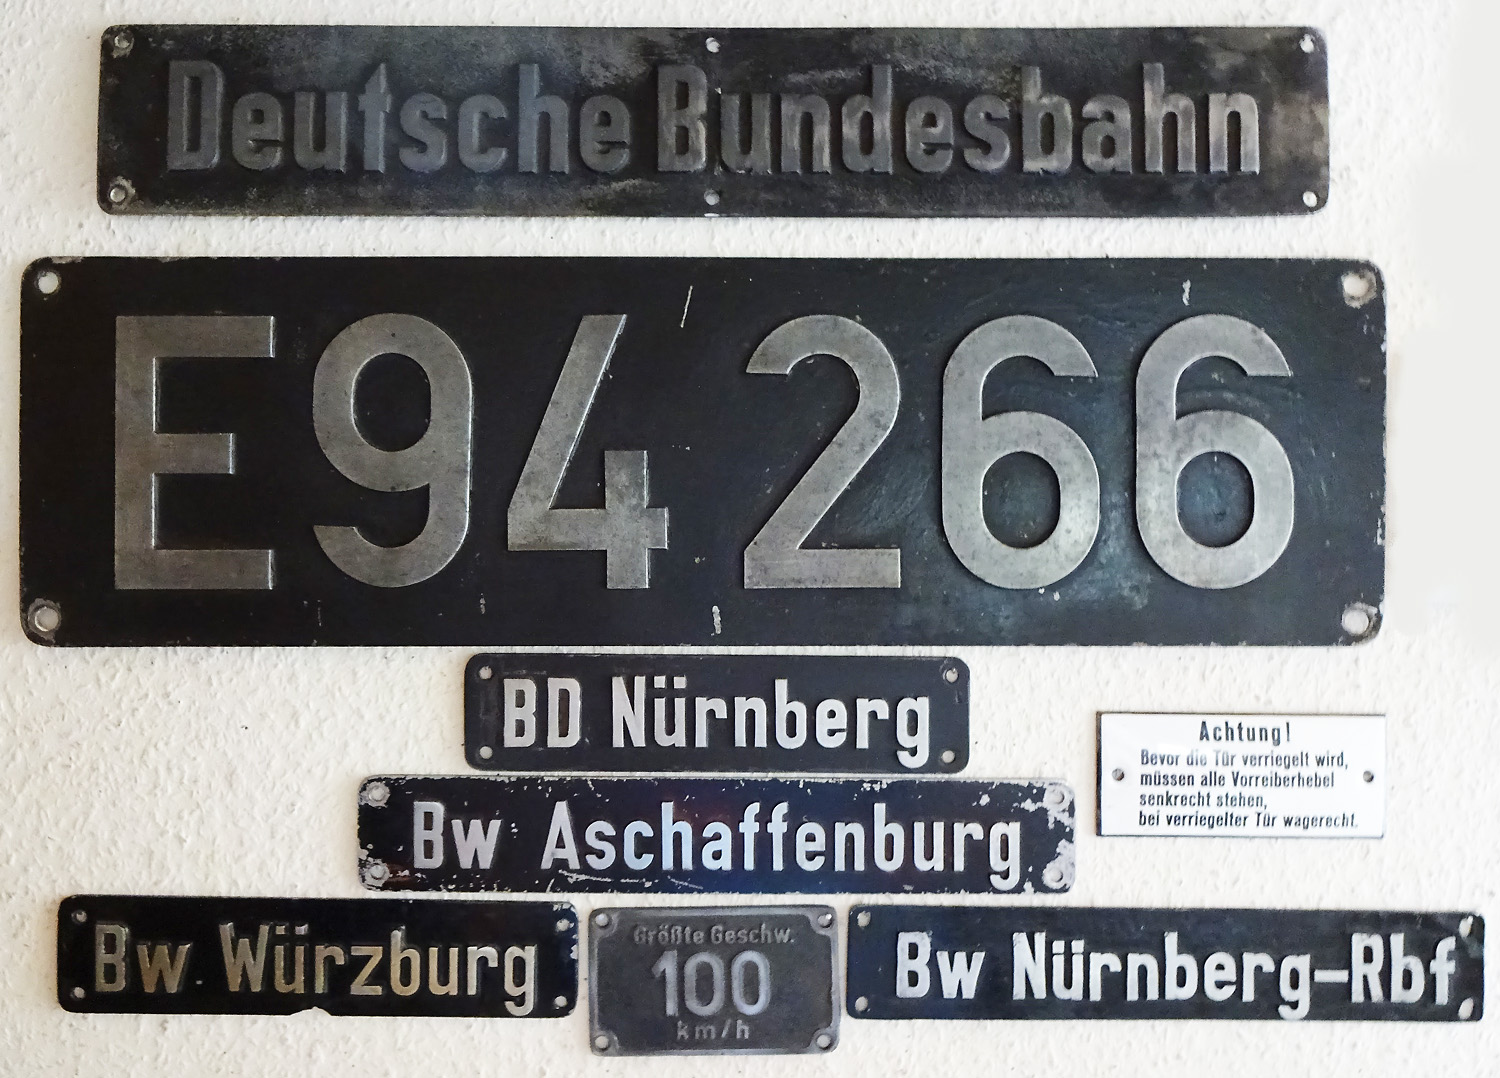 Deutsche Bundesbahn
E94 266
BD Nürnberg
Achtung!
Bevor die Tür verriegelt wird,
müssen alle Vorreiberhebel
senkrecht stehen,
bei verriegelter Tür wagerecht.
Bw Aschaffenburg
Bw Würzburg
Größte Geschw.
100
km/h
Bw Nürnberg-Rbf